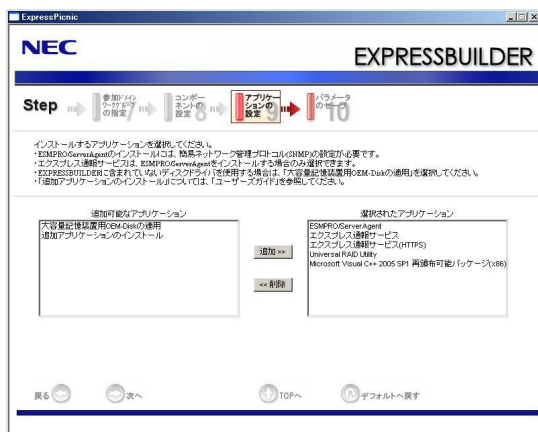 ExpressPicnic
NEC
EXPRESSBUILDER
Step
参加ドメイン
ワークグループ
の指定
7
コンポー
ネントの
設定
8
アプリケー
ションの
設定
9
パラメータ
のセーブ
10
インストールするアプリケーションを選択してください。
・ESMPRO/ServerAgentのインストールには、簡易ネットワーク管理プロトコル(SNMP)の設定が必要です。
・エクスプレス通報サービスは、ESMPRO/ServerAgentをインストールする場合のみ選択できます。
・EXPRESSBUILDERに含まれていないディスクドライバを使用する場合は、「大容量記憶装置用OEM-Diskの適用」を選択してください。
・「追加アプリケーションのインストール」については、「ユーザーズガイド」を参照してください。
追加可能なアプリケーション
大容量記憶装置用OEM-Diskの適用
追加アプリケーションのインストール
追加 >>
<< 削除
選択されたアプリケーション
ESMPRO/ServerAgent
エクスプレス通報サービス
エクスプレス通報サービス(HTTPS)
Universal RAID Utility
Microsoft Visual C++ 2005 SP1 再頒布可能パッケージ(x86)
戻る
次へ
TOPへ
デフォルトへ戻す